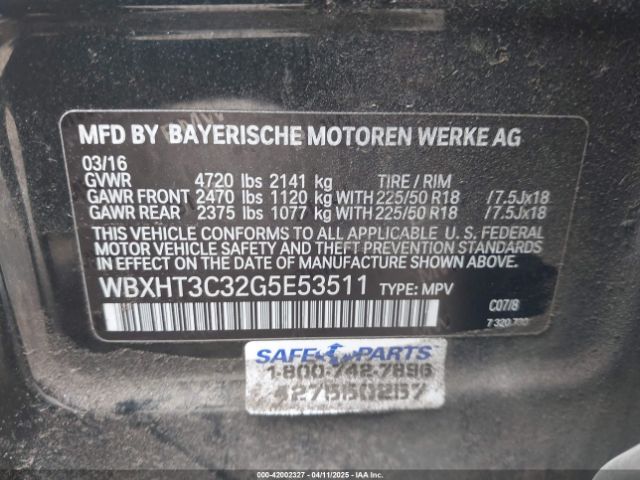 MFD BY BAYERISCHE MOTOREN WERKE AG
03/16
GVWR 4720 lbs 2141 kg TIRE / RIM
GAWR FRONT 2470 lbs 1120 kg WITH 225/50 R18 /7.5Jx18
GAWR REAR 2375 lbs 1077 kg WITH 225/50 R18 /7.5Jx18
THIS VEHICLE CONFORMS TO ALL APPLICABLE U. S. FEDERAL
MOTOR VEHICLE SAFETY AND THEFT PREVENTION STANDARDS
IN EFFECT ON THE DATE OF MANUFACTURE SHOWN ABOVE.
WBXHT3C32G5E53511 TYPE: MPV
C07/8
SAFE PARTS
1-800-742-7896
000-42002327 - 04/11/2025 - IAAI, Inc.